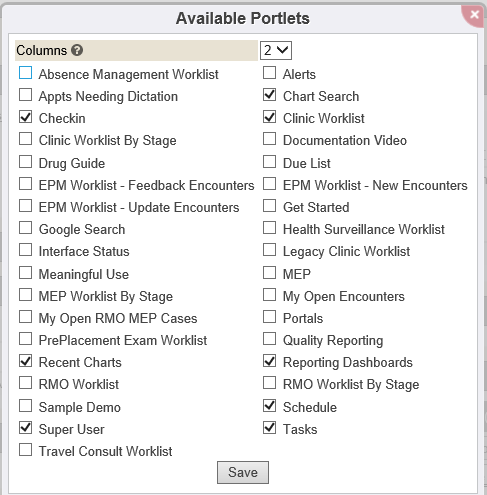 Available Portlets
Columns 2
Absence Management Worklist Alerts
Appts Needing Dictation Chart Search
Checkin Clinic Worklist
Clinic Worklist By Stage Documentation Video
Drug Guide Due List
EPM Worklist - Feedback Encounters EPM Worklist - New Encounters
EPM Worklist - Update Encounters Get Started
Google Search Health Surveillance Worklist
Interface Status Legacy Clinic Worklist
Meaningful Use MEP
MEP Worklist By Stage My Open Encounters
My Open RMO MEP Cases Portals
PrePlacement Exam Worklist Quality Reporting
Recent Charts Reporting Dashboards
RMO Worklist RMO Worklist By Stage
Sample Demo Schedule
Super User Tasks
Travel Consult Worklist
Save